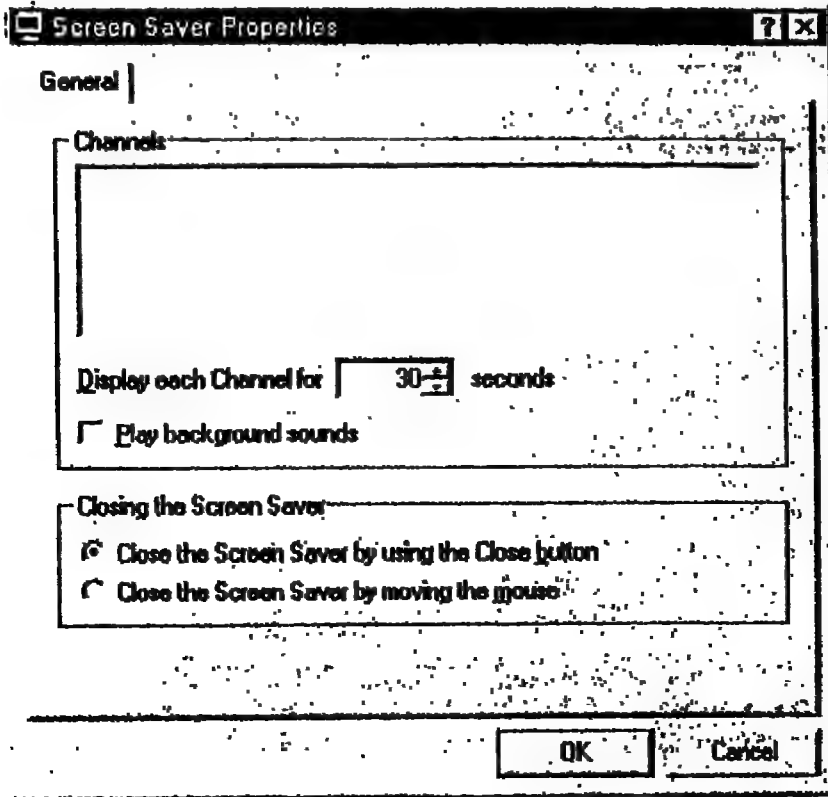 Screen Saver Properties
General
Channels
Display each Channel for 30 seconds
Play background sounds
Closing the Screen Saver
Close the Screen Saver by using the Close button
Close the Screen Saver by moving the mouse
OK Cancel